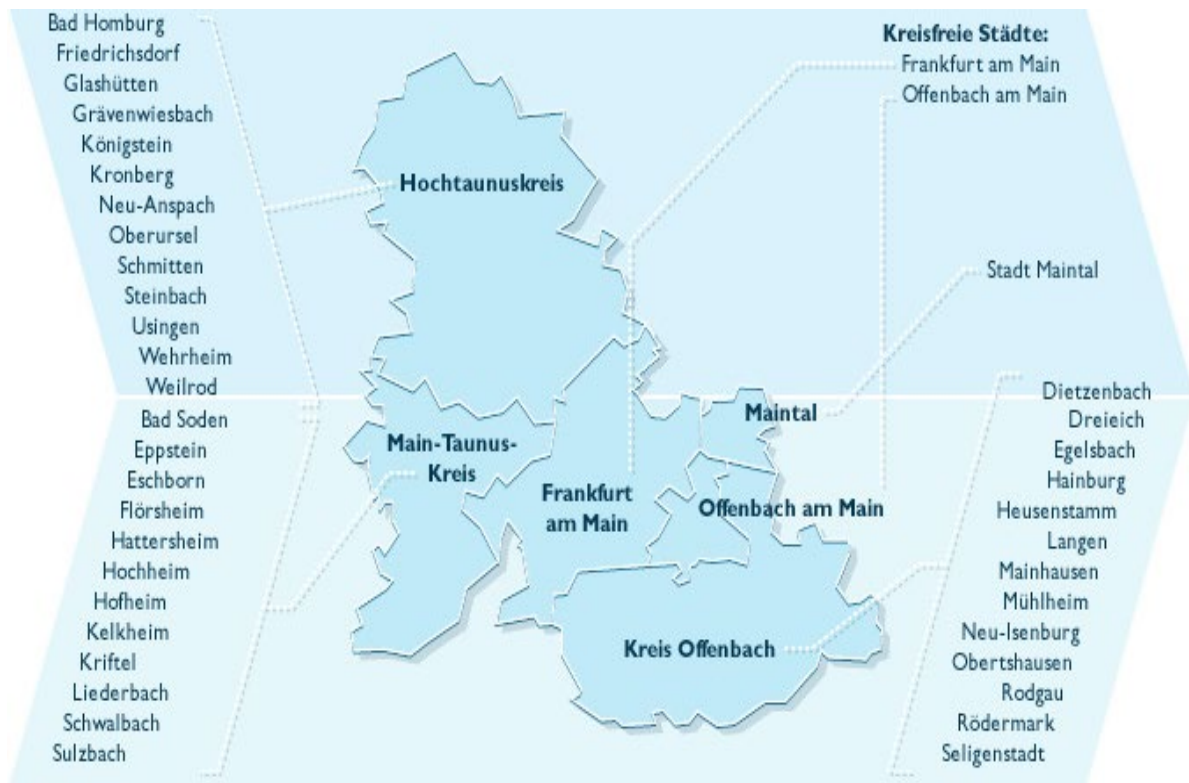 Bad Homburg
Friedrichsdorf
Glashütten
Grävenwiesbach
Königstein
Kronberg
Neu-Anspach
Oberursel
Schmitten
Steinbach
Usingen
Wehrheim
Weilrod
Bad Soden
Eppstein
Eschborn
Flörsheim
Hattersheim
Hochheim
Hofheim
Kelkheim
Kriftel
Liederbach
Schwalbach
Sulzbach
Hochtaunuskreis
Main-Taunus-
Kreis
Frankfurt
am Main
Maintal
Offenbach am Main
Kreis Offenbach
Kreisfreie Städte:
Frankfurt am Main
Offenbach am Main
Stadt Maintal
Dietzenbach
Dreieich
Egelsbach
Hainburg
Heusenstamm
Langen
Mainhausen
Mühlheim
Neu-Isenburg
Obertshausen
Rodgau
Rödermark
Seligenstadt